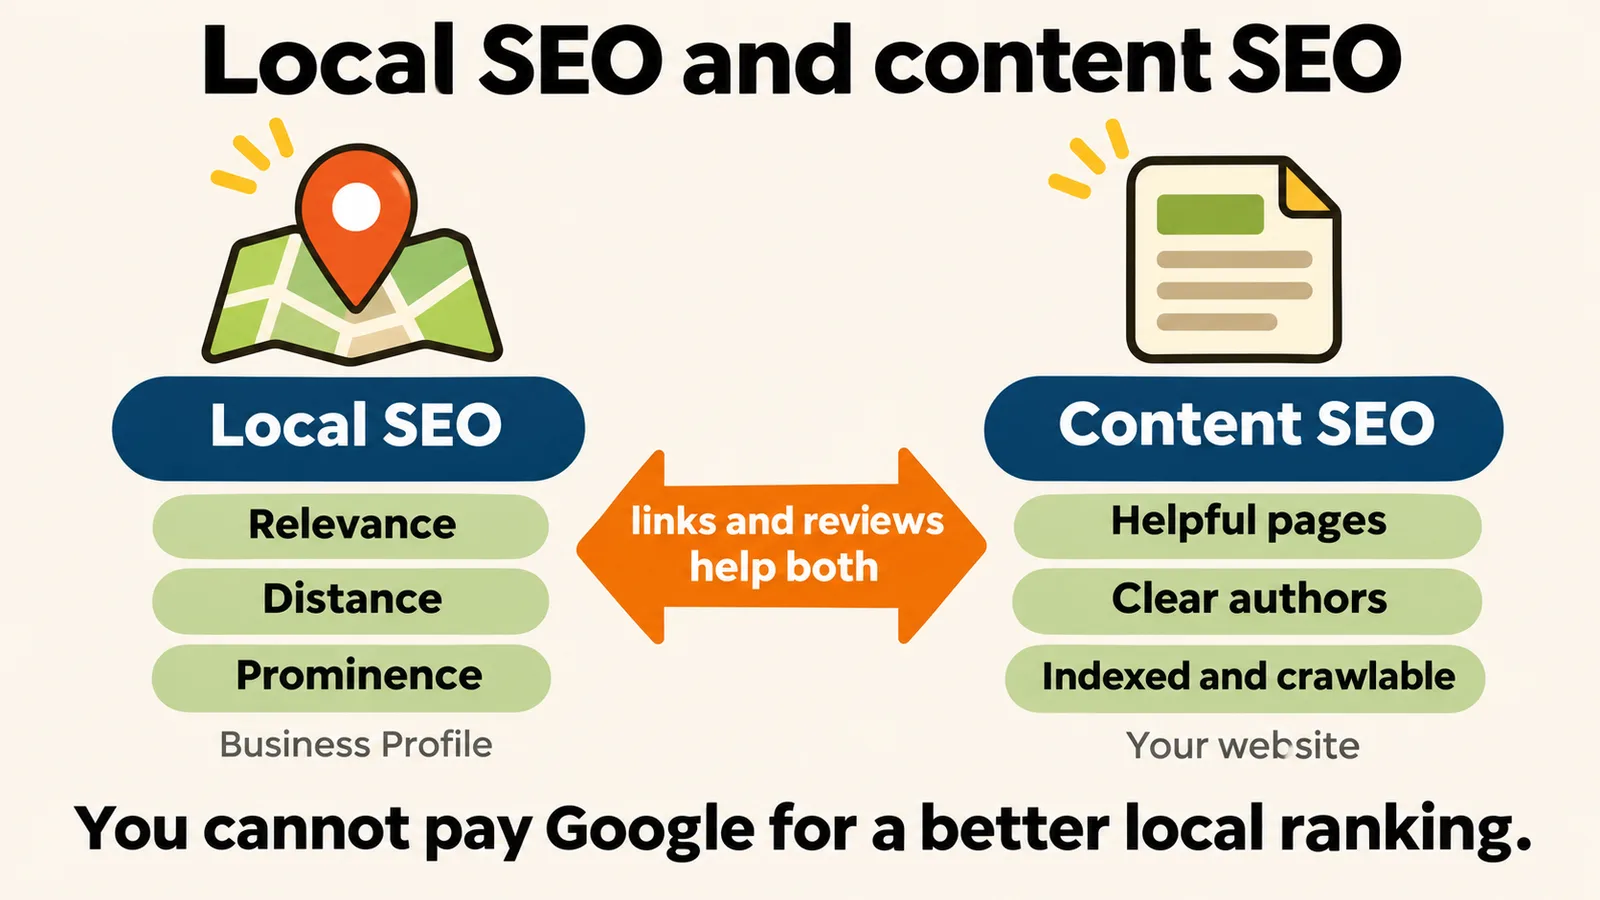 Local SEO and content SEO
Local SEO
Relevance
Distance
Prominence
Business Profile
links and reviews
help both
Content SEO
Helpful pages
Clear authors
Indexed and crawlable
Your website
You cannot pay Google for a better local ranking.